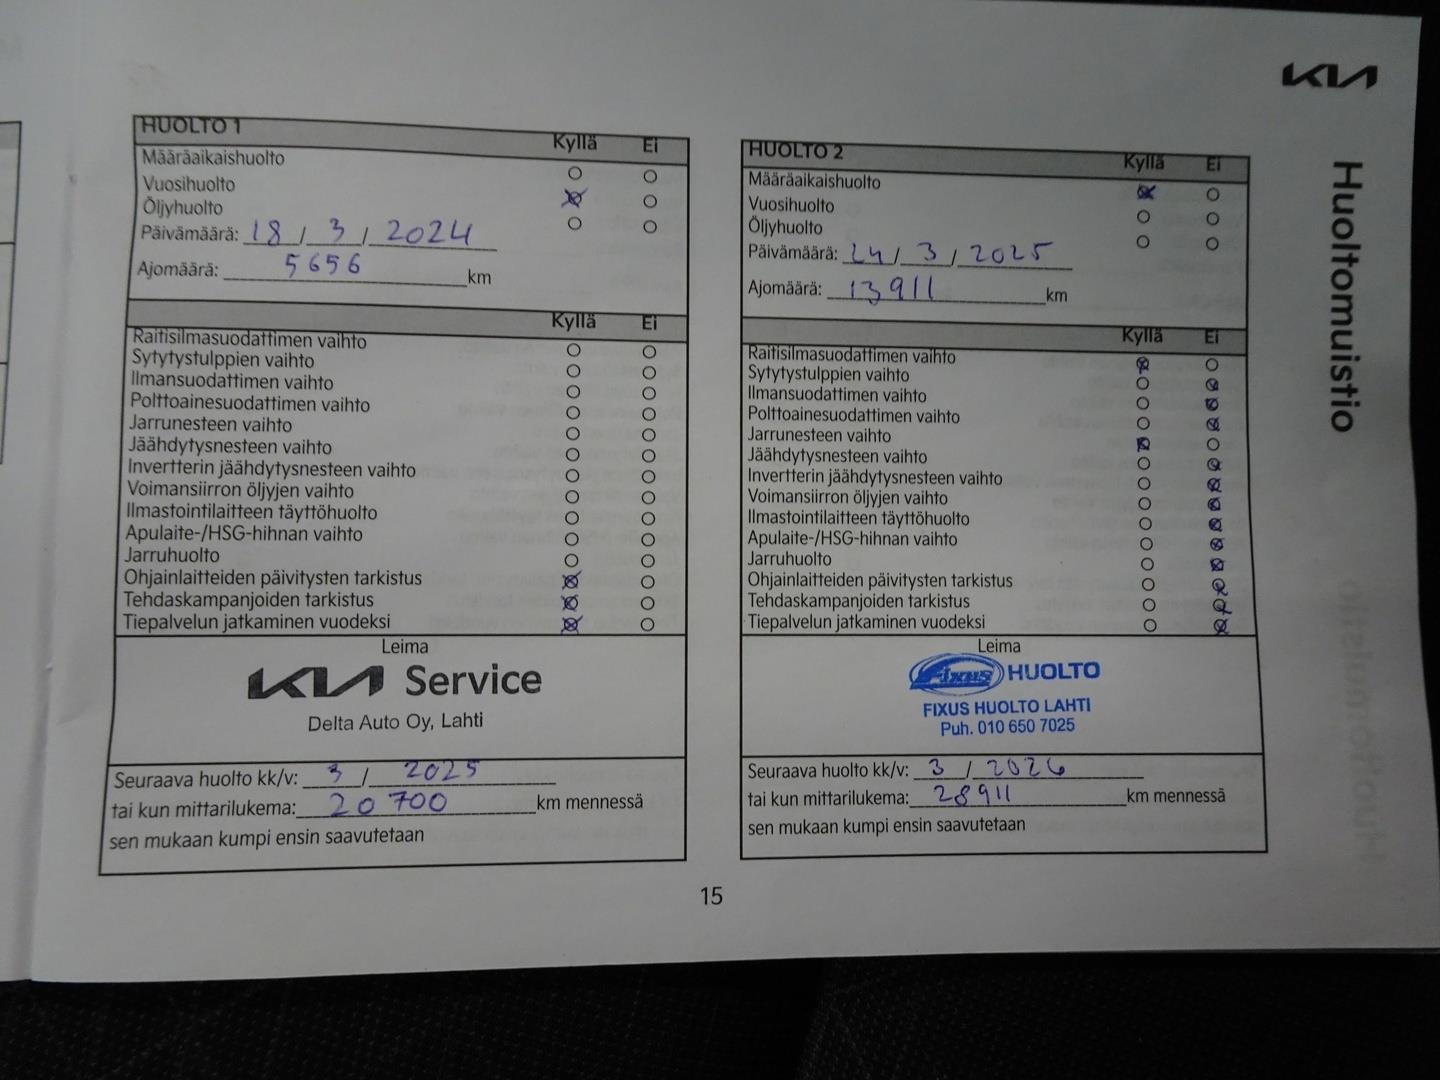 KIA
Huoltomuistio
HUOLTO 1
Kyllä Ei
Määräaikaishuolto
Vuosihuolto
Öljyhuolto
Päivämäärä: 18 / 3 / 2024
Ajomäärä: 5656 km
Kyllä Ei
Raitisilmasuodattimen vaihto
Sytytystulppien vaihto
Ilmansuodattimen vaihto
Polttoainesuodattimen vaihto
Jarrunesteen vaihto
Jäähdytysnesteen vaihto
Invertterin jäähdytysnesteen vaihto
Voimansiirron öljyjen vaihto
Ilmastointilaitteen täyttöhuolto
Apulaite-/HSG-hihnan vaihto
Jarruhuolto
Ohjainlaitteiden päivitysten tarkistus
Tehdaskampanjoiden tarkistus
Tiepalvelun jatkaminen vuodeksi
Leima
KIA Service
Delta Auto Oy, Lahti
Seuraava huolto kk/v: 3 / 2025
tai kun mittarilukema: 20 700 km mennessä
sen mukaan kumpi ensin saavutetaan
HUOLTO 2
Kyllä Ei
Määräaikaishuolto
Vuosihuolto
Öljyhuolto
Päivämäärä: 24 / 3 / 2025
Ajomäärä: 13911 km
Kyllä Ei
Raitisilmasuodattimen vaihto
Sytytystulppien vaihto
Ilmansuodattimen vaihto
Polttoainesuodattimen vaihto
Jarrunesteen vaihto
Jäähdytysnesteen vaihto
Invertterin jäähdytysnesteen vaihto
Voimansiirron öljyjen vaihto
Ilmastointilaitteen täyttöhuolto
Apulaite-/HSG-hihnan vaihto
Jarruhuolto
Ohjainlaitteiden päivitysten tarkistus
Tehdaskampanjoiden tarkistus
Tiepalvelun jatkaminen vuodeksi
Leima
Fixus HUOLTO
FIXUS HUOLTO LAHTI
Puh. 010 650 7025
Seuraava huolto kk/v: 3 / 2026
tai kun mittarilukema: 28911 km mennessä
sen mukaan kumpi ensin saavutetaan
15